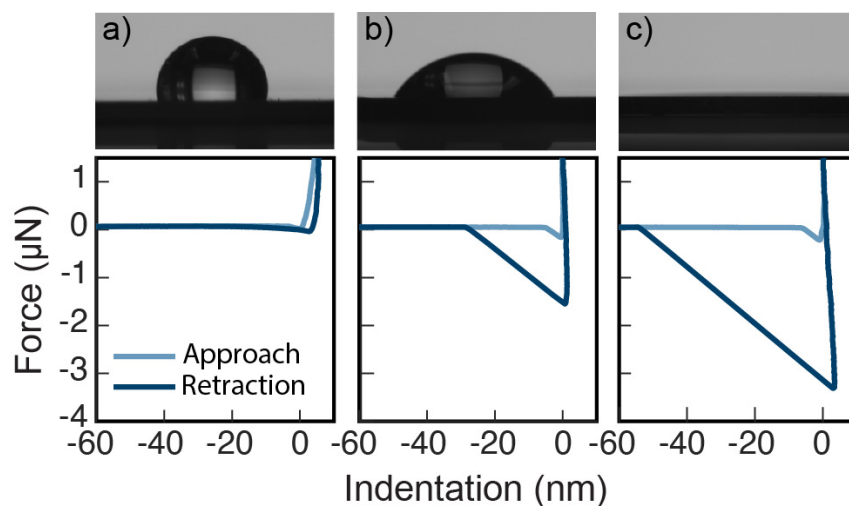 a)
b)
c)
1
0
-1
-2
-3
-4
Force (µN)
Approach
Retraction
-60 -40 -20 0 -60 -40 -20 0 -60 -40 -20 0
Indentation (nm)